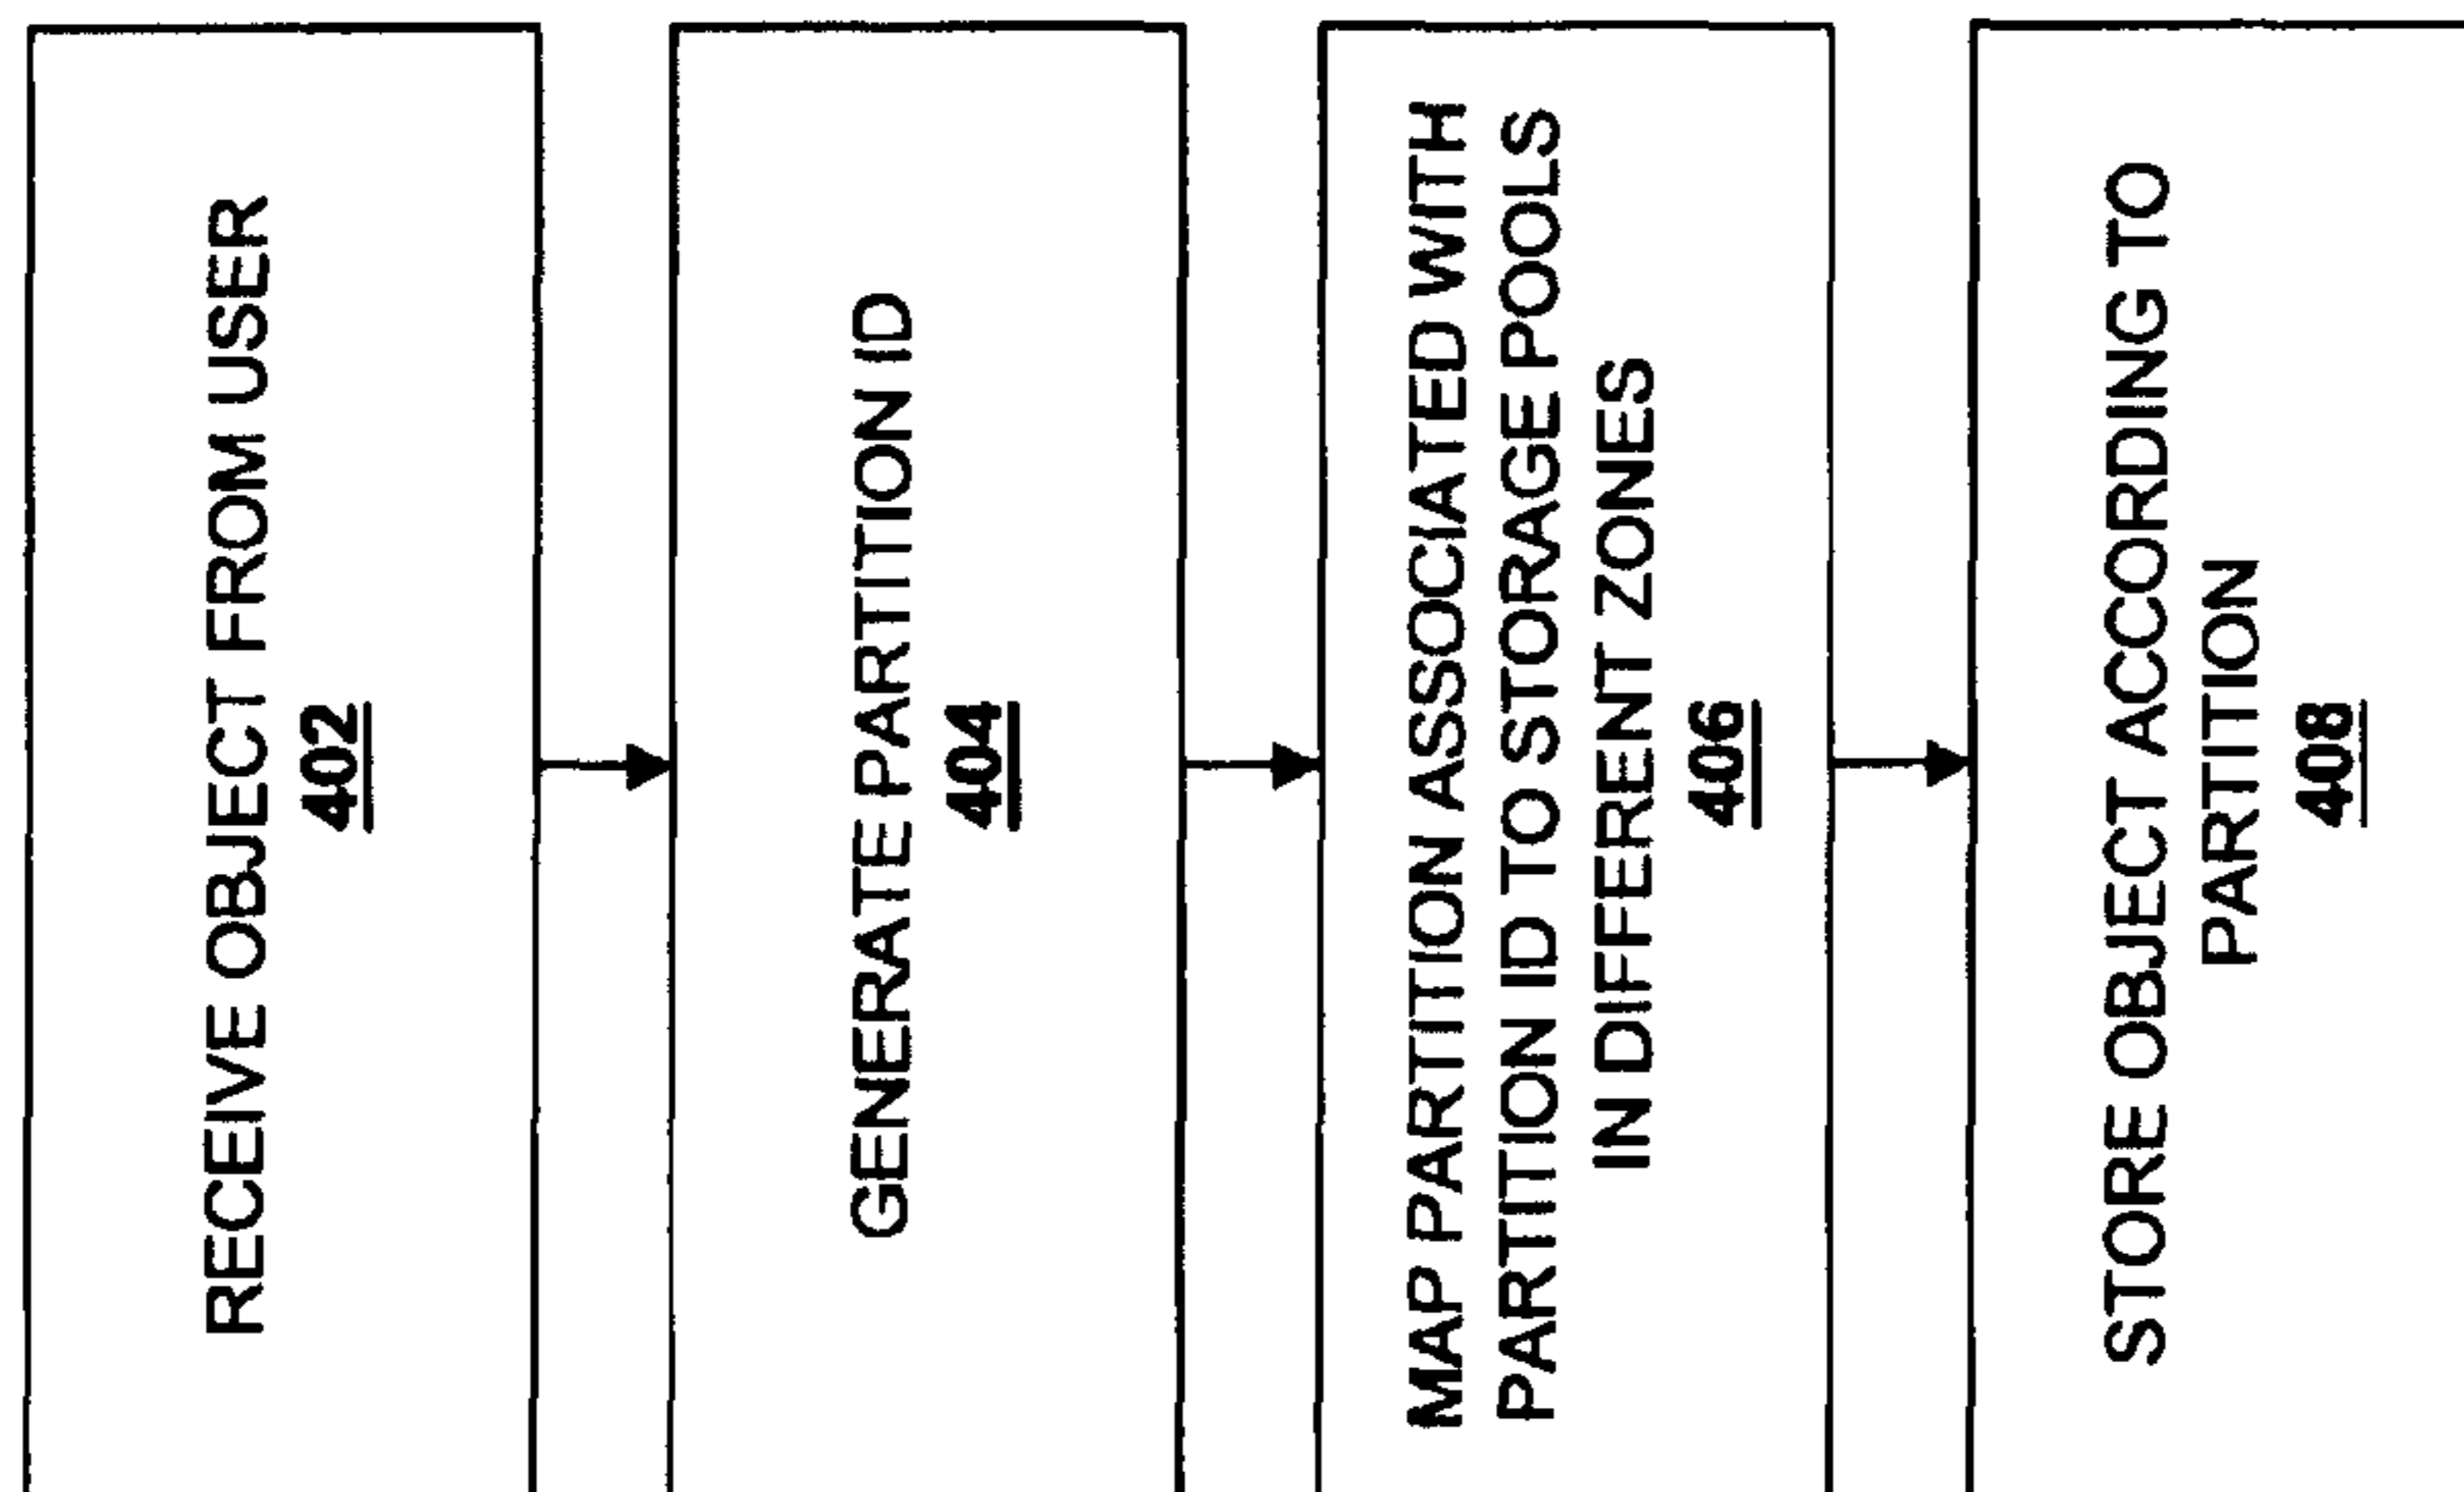 RECEIVE OBJECT FROM USER
402
GENERATE PARTITION ID
404
MAP PARTITION ASSOCIATED WITH
PARTITION ID TO STORAGE POOLS
IN DIFFERENT ZONES
406
STORE OBJECT ACCORDING TO
PARTITION
408